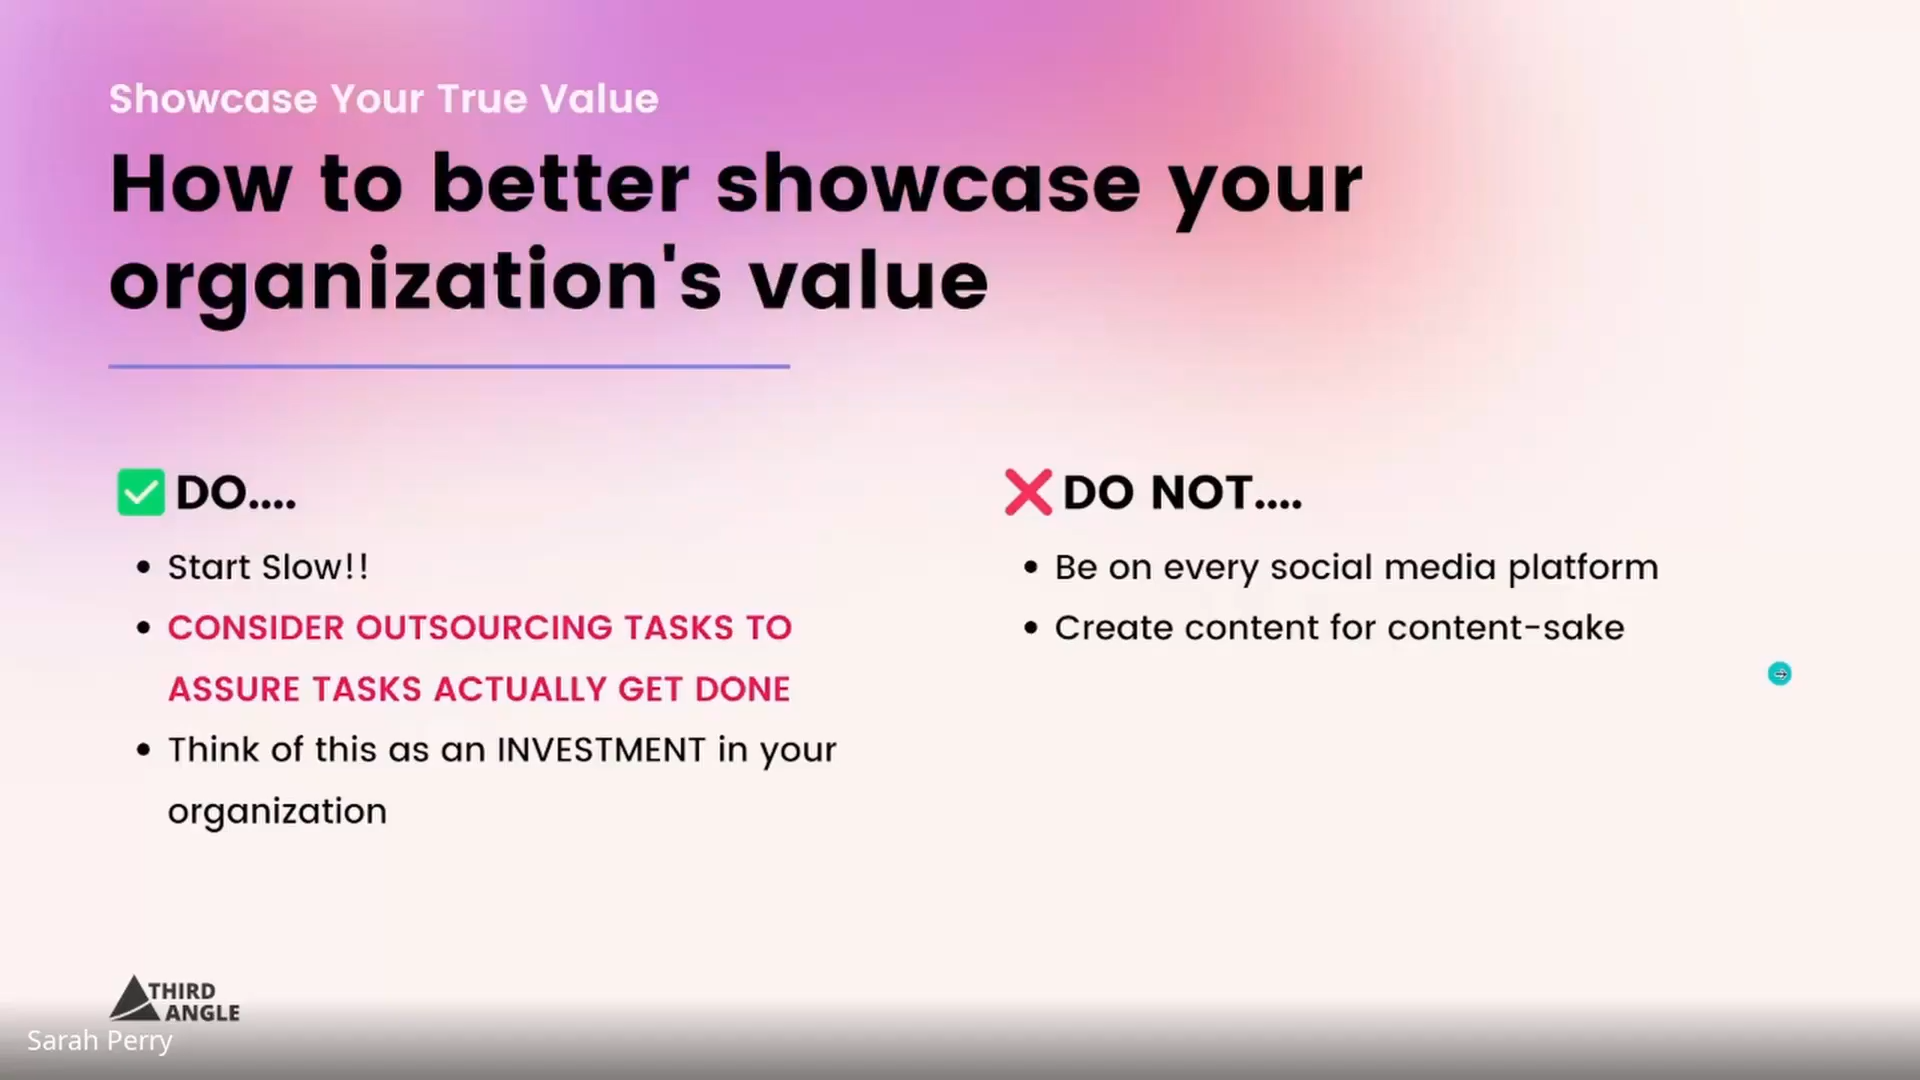 Showcase Your True Value
How to better showcase your
organization's value
DO....
• Start Slow!!
• CONSIDER OUTSOURCING TASKS TO
ASSURE TASKS ACTUALLY GET DONE
• Think of this as an INVESTMENT in your
organization
DO NOT....
• Be on every social media platform
• Create content for content-sake
THIRD
ANGLE
Sarah Perry